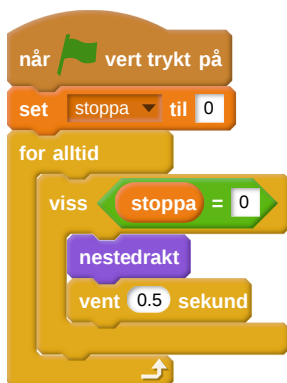 når vert trykt på
set stoppa til 0
for alltid
viss stoppa = 0
nestedrakt
vent 0.5 sekund